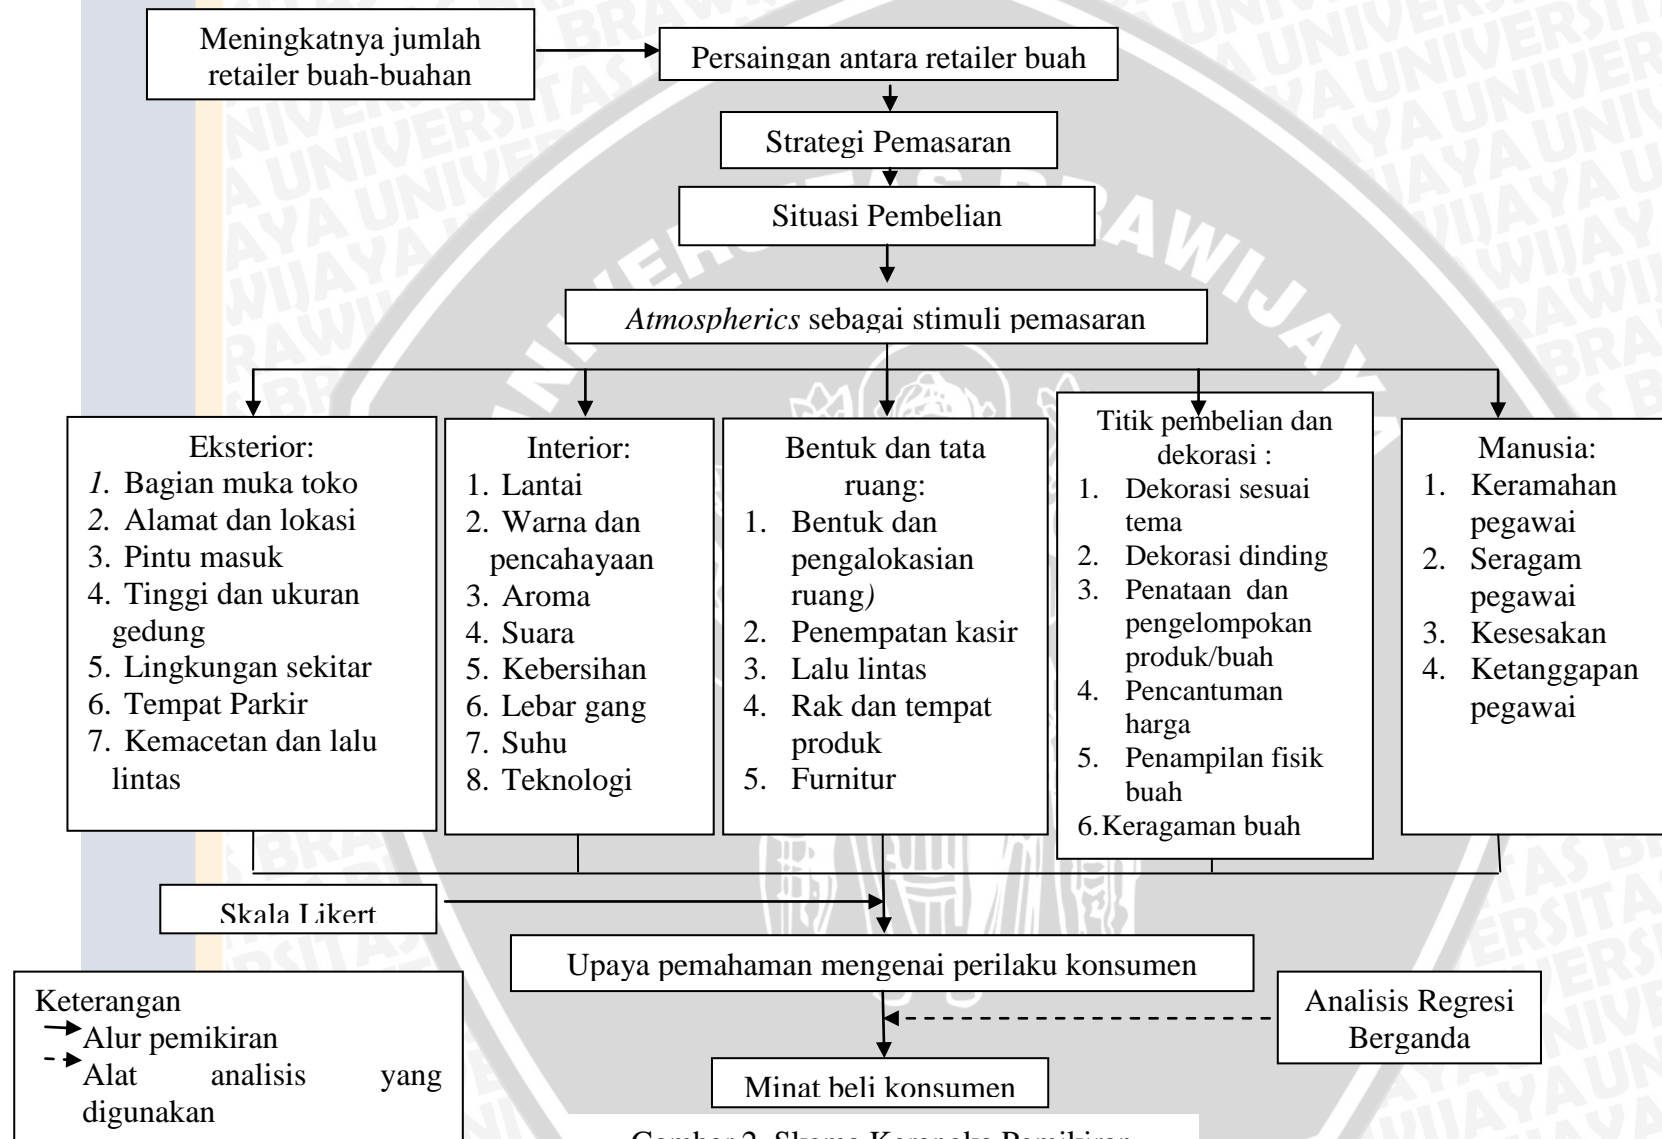 Meningkatnya jumlah
retailer buah-buahan
Persaingan antara retailer buah
Strategi Pemasaran
Situasi Pembelian
Atmospherics sebagai stimuli pemasaran
Eksterior:
1. Bagian muka toko
2. Alamat dan lokasi
3. Pintu masuk
4. Tinggi dan ukuran
gedung
5. Lingkungan sekitar
6. Tempat Parkir
7. Kemacetan dan lalu
lintas
Interior:
1. Lantai
2. Warna dan
pencahayaan
3. Aroma
4. Suara
5. Kebersihan
6. Lebar gang
7. Suhu
8. Teknologi
Bentuk dan tata
ruang:
1. Bentuk dan
pengalokasian
ruang)
2. Penempatan kasir
3. Lalu lintas
4. Rak dan tempat
produk
5. Furnitur
Titik pembelian dan
dekorasi :
1. Dekorasi sesuai
tema
2. Dekorasi dinding
3. Penataan dan
pengelompokan
produk/buah
4. Pencantuman
harga
5. Penampilan fisik
buah
6.Keragaman buah
Manusia:
1. Keramahan
pegawai
2. Seragam
pegawai
3. Kesesakan
4. Ketanggapan
pegawai
Skala Likert
Upaya pemahaman mengenai perilaku konsumen
Analisis Regresi
Berganda
Minat beli konsumen
Keterangan
Alur pemikiran
Alat analisis yang
digunakan
Gambar 2. Skema Kerangka Pemikiran
UNIVERSITAS BRAWIJAYA